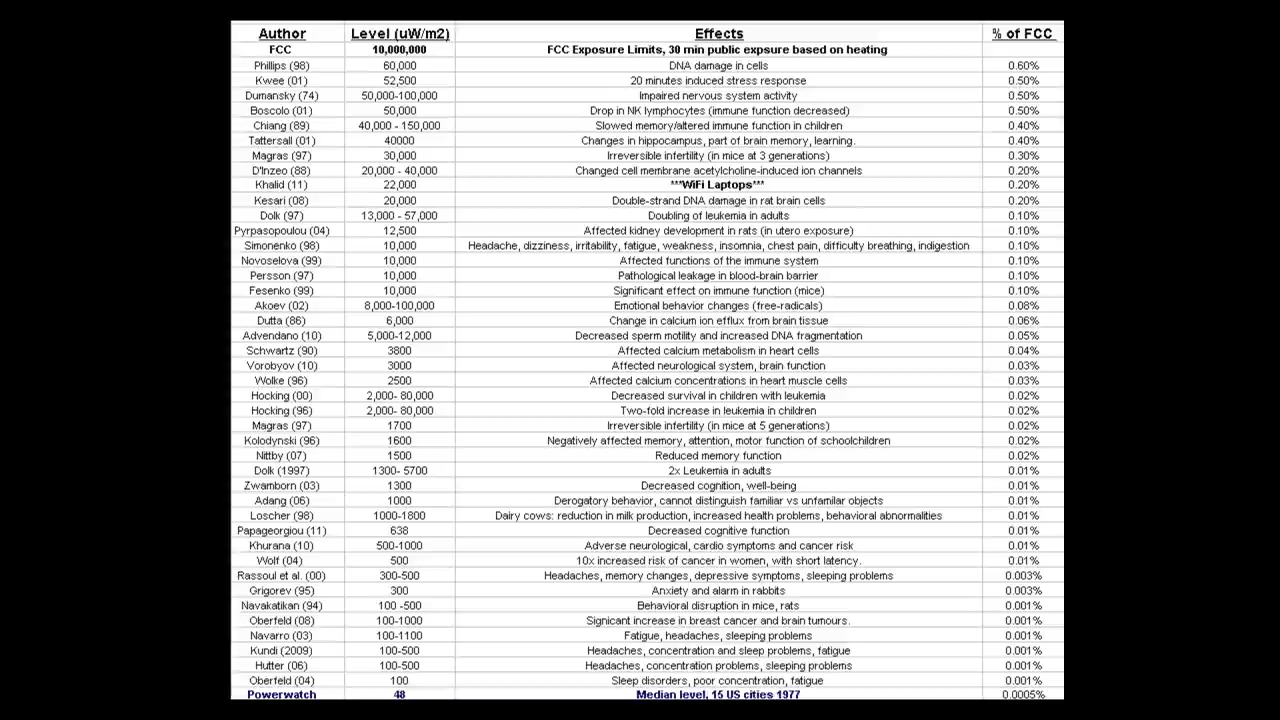 Author Level (uW/m2) Effects % of FCC
FCC 10,000,000 FCC Exposure Limits, 30 min public expsure based on heating
Phillips (98) 60,000 DNA damage in cells 0.60%
Kwee (01) 52,500 20 minutes induced stress response 0.50%
Dumansky (74) 50,000-100,000 Impaired nervous system activity 0.50%
Boscolo (01) 50,000 Drop in NK lymphocytes (immune function decreased) 0.50%
Chiang (89) 40,000 - 150,000 Slowed memory/altered immune function in children 0.40%
Tattersall (01) 40000 Changes in hippocampus, part of brain memory, learning. 0.40%
Magras (97) 30,000 Irreversible infertility (in mice at 3 generations) 0.30%
D'Inzeo (88) 20,000 - 40,000 Changed cell membrane acetylcholine-induced ion channels 0.20%
Khalid (11) 22,000 ***WiFi Laptops*** 0.20%
Kesari (08) 20,000 Double-strand DNA damage in rat brain cells 0.20%
Dolk (97) 13,000 - 57,000 Doubling of leukemia in adults 0.10%
Pyrpasopoulou (04) 12,500 Affected kidney development in rats (in utero exposure) 0.10%
Simonenko (98) 10,000 Headache, dizziness, irritability, fatigue, weakness, insomnia, chest pain, difficulty breathing, indigestion 0.10%
Novoselova (99) 10,000 Affected functions of the immune system 0.10%
Persson (97) 10,000 Pathological leakage in blood-brain barrier 0.10%
Fesenko (99) 10,000 Significant effect on immune function (mice) 0.10%
Akoev (02) 8,000-100,000 Emotional behavior changes (free-radicals) 0.08%
Dutta (86) 6,000 Change in calcium ion efflux from brain tissue 0.06%
Advendano (10) 5,000-12,000 Decreased sperm motility and increased DNA fragmentation 0.05%
Schwartz (90) 3800 Affected calcium metabolism in heart cells 0.04%
Vorobyov (10) 3000 Affected neurological system, brain function 0.03%
Wolke (96) 2500 Affected calcium concentrations in heart muscle cells 0.03%
Hocking (00) 2,000- 80,000 Decreased survival in children with leukemia 0.02%
Hocking (96) 2,000- 80,000 Two-fold increase in leukemia in children 0.02%
Magras (97) 1700 Irreversible infertility (in mice at 5 generations) 0.02%
Kolodynski (96) 1600 Negatively affected memory, attention, motor function of schoolchildren 0.02%
Nittby (07) 1500 Reduced memory function 0.02%
Dolk (1997) 1300- 5700 2x Leukemia in adults 0.01%
Zwamborn (03) 1300 Decreased cognition, well-being 0.01%
Adang (06) 1000 Derogatory behavior, cannot distinguish familiar vs unfamilar objects 0.01%
Loscher (98) 1000-1800 Dairy cows: reduction in milk production, increased health problems, behavioral abnormalities 0.01%
Papageorgiou (11) 638 Decreased cognitive function 0.01%
Khurana (10) 500-1000 Adverse neurological, cardio symptoms and cancer risk 0.01%
Wolf (04) 500 10x increased risk of cancer in women, with short latency. 0.01%
Rassoul et al. (00) 300-500 Headaches, memory changes, depressive symptoms, sleeping problems 0.003%
Grigorev (95) 300 Anxiety and alarm in rabbits 0.003%
Navakatikan (94) 100 -500 Behavioral disruption in mice, rats 0.001%
Oberfeld (08) 100-1000 Signicant increase in breast cancer and brain tumours. 0.001%
Navarro (03) 100-1100 Fatigue, headaches, sleeping problems 0.001%
Kundi (2009) 100-500 Headaches, concentration and sleep problems, fatigue 0.001%
Hutter (06) 100-500 Headaches, concentration problems, sleeping problems 0.001%
Oberfeld (04) 100 Sleep disorders, poor concentration, fatigue 0.001%
Powerwatch 48 Median level, 15 US cities 1977 0.0005%